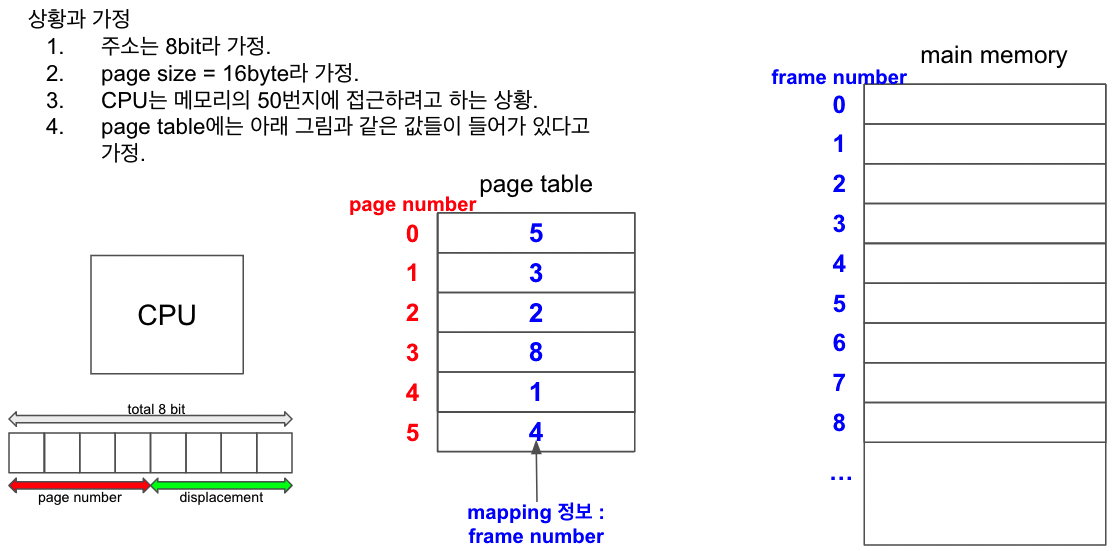 상황과 가정
1. 주소는 8bit라 가정.
2. page size = 16byte라 가정.
3. CPU는 메모리의 50번지에 접근하려고 하는 상황.
4. page table에는 아래 그림과 같은 값들이 들어가 있다고
가정.
CPU
total 8 bit
page number displacement
page table
page number
0 5
1 3
2 2
3 8
4 1
5 4
mapping 정보 :
frame number
main memory
frame number
0
1
2
3
4
5
6
7
8
...